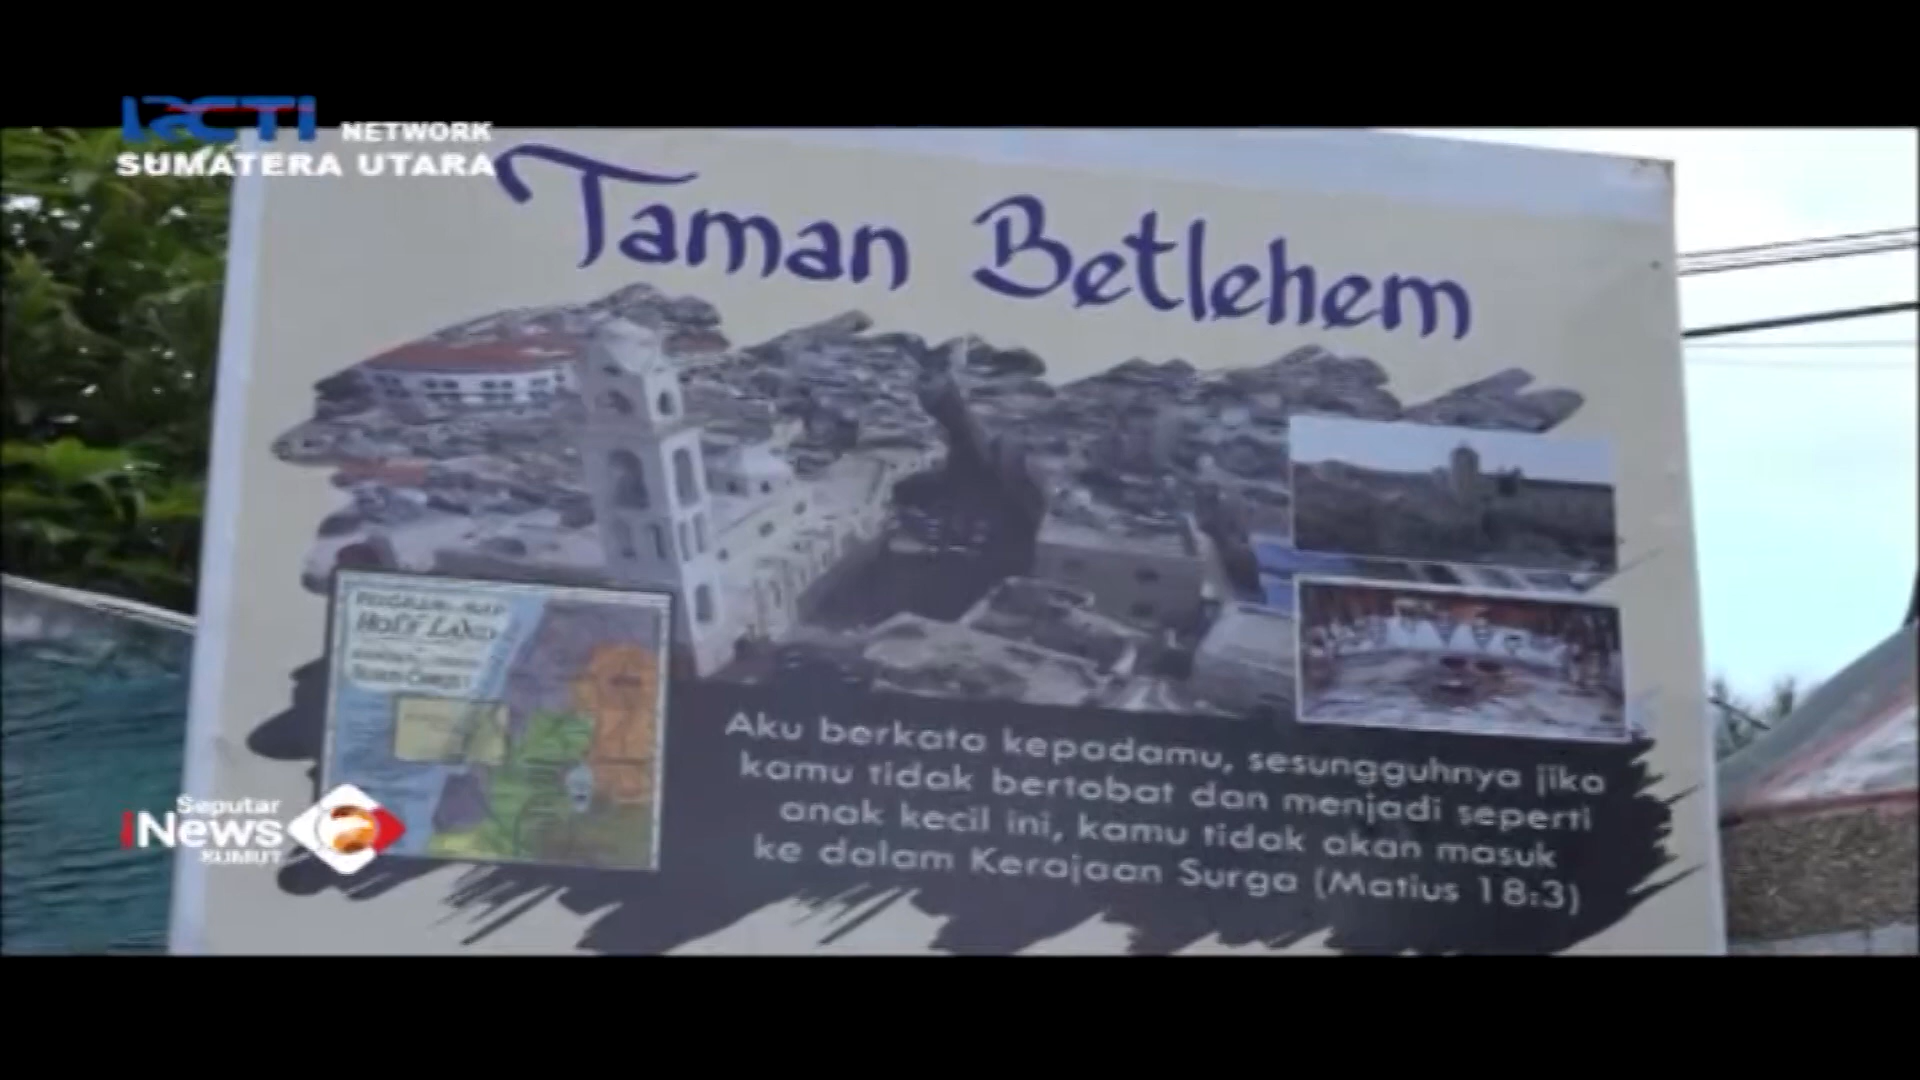 RCTI NETWORK
SUMATERA UTARA
Taman Betlehem
HOLY LAND
Aku berkata kepadamu, sesungguhnya jika
kamu tidak bertobat dan menjadi seperti
anak kecil ini, kamu tidak akan masuk
ke dalam Kerajaan Surga (Matius 18:3)
Seputar
iNews
SUMUT